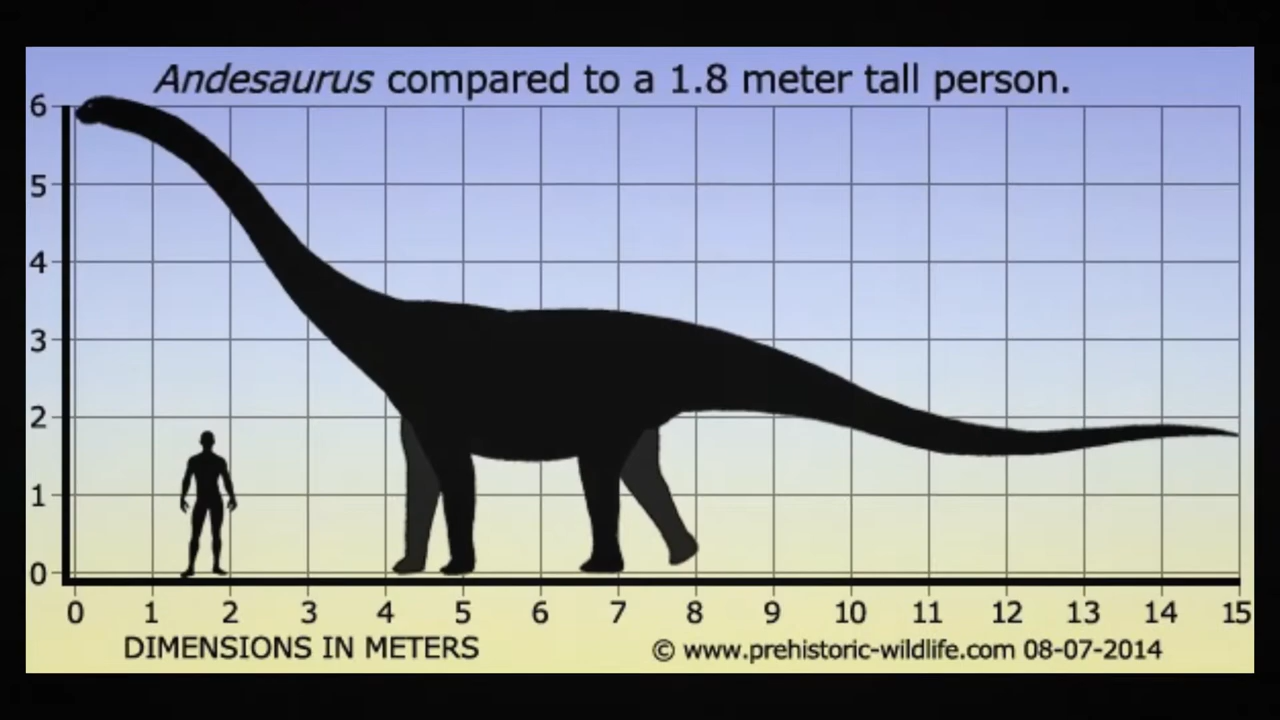 Andesaurus compared to a 1.8 meter tall person.
6
5
4
3
2
1
0
0 1 2 3 4 5 6 7 8 9 10 11 12 13 14 15
DIMENSIONS IN METERS © www.prehistoric-wildlife.com 08-07-2014